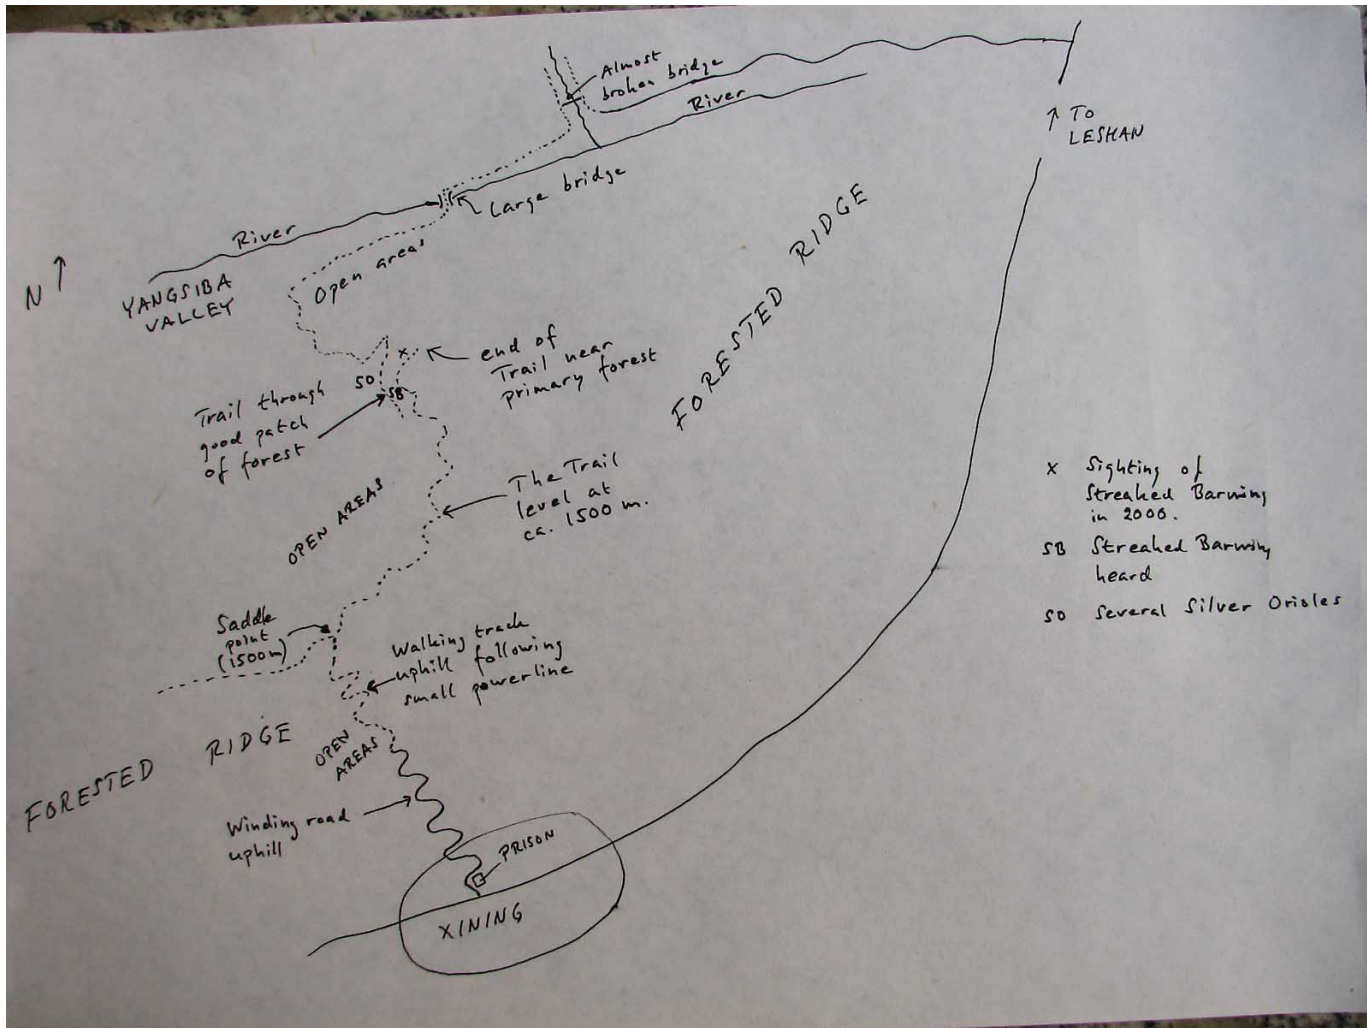 Almost
broken bridge
River
↑ TO
LESHAN
Large bridge
River
N ↑
YANGSIBA
VALLEY
Open areas
FORESTED RIDGE
x
end of
Trail near
primary forest
SO
SB
Trail through
good patch
of forest
OPEN AREAS
The Trail
level at
ca. 1500 m.
x Sighting of
Streaked Barwing
in 2000.
SB Streaked Barwing
heard
SO Several Silver Orioles
Saddle
point
(1500m)
Walking track
uphill following
small powerline
FORESTED RIDGE
OPEN
AREAS
Winding road
uphill
PRISON
XINING